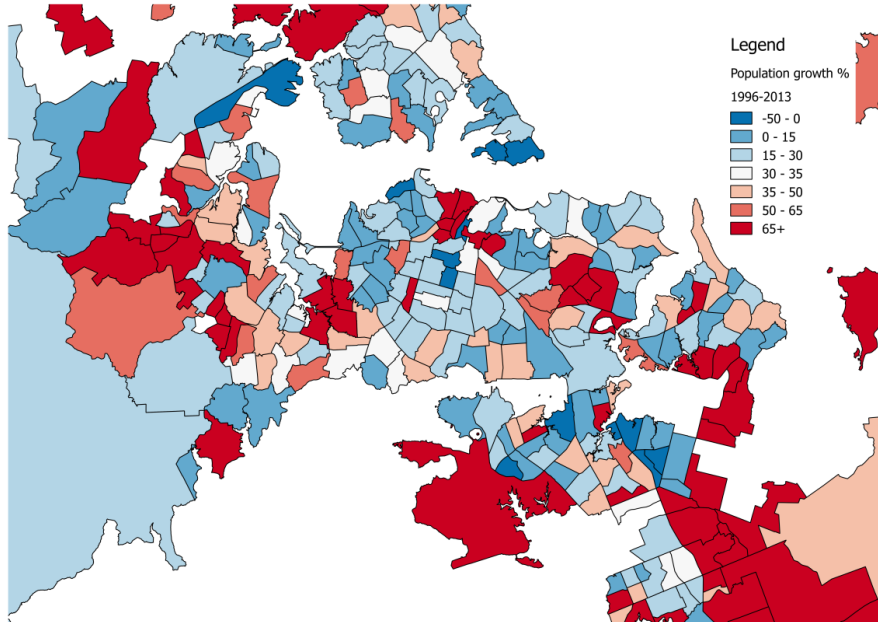 Legend
Population growth %
1996-2013
-50 - 0
0 - 15
15 - 30
30 - 35
35 - 50
50 - 65
65+